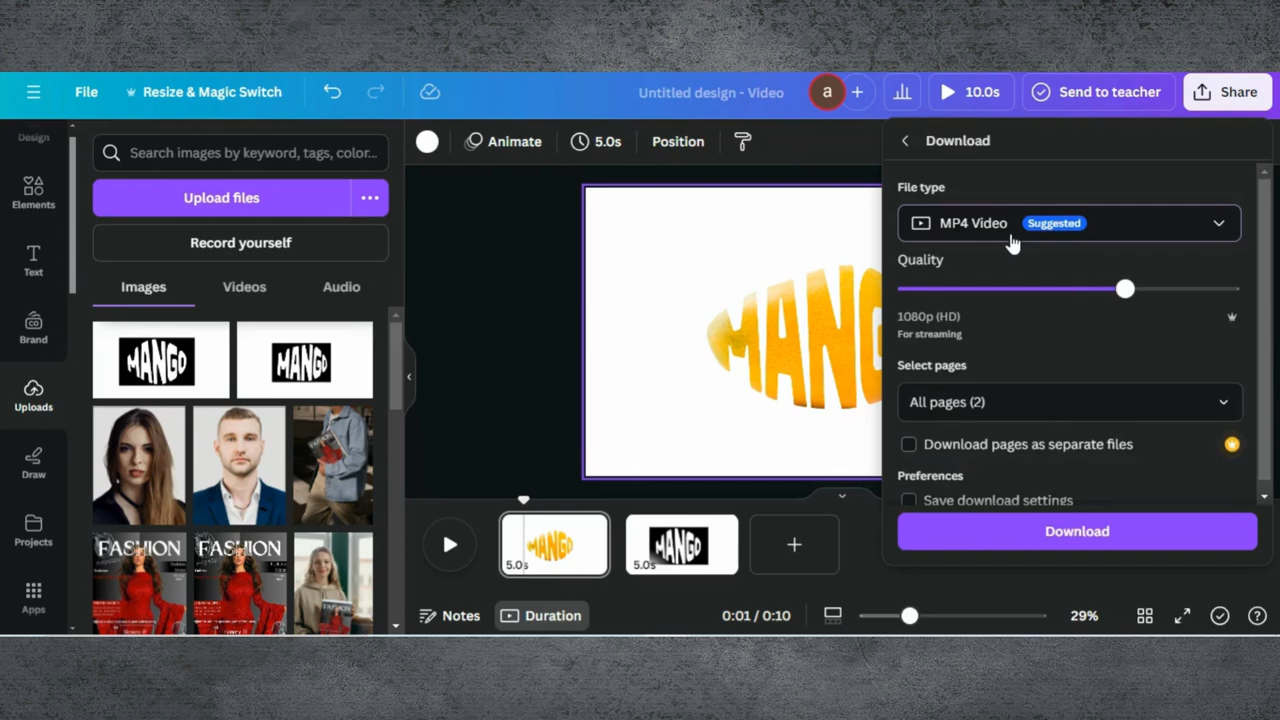 File
Resize & Magic Switch
Untitled design - Video
a
10.0s
Send to teacher
Share
Design
Elements
Text
Brand
Uploads
Draw
Projects
Apps
Search images by keyword, tags, color...
Upload files
Record yourself
Images
Videos
Audio
MANGO
MANGO
FASHION
FASHION
Animate
5.0s
Position
MANG
Download
File type
MP4 Video
Suggested
Quality
1080p (HD)
For streaming
Select pages
All pages (2)
Download pages as separate files
Preferences
Save download settings
Download
MANGO
5.0s
MANGO
5.0s
Notes
Duration
0:01 / 0:10
29%